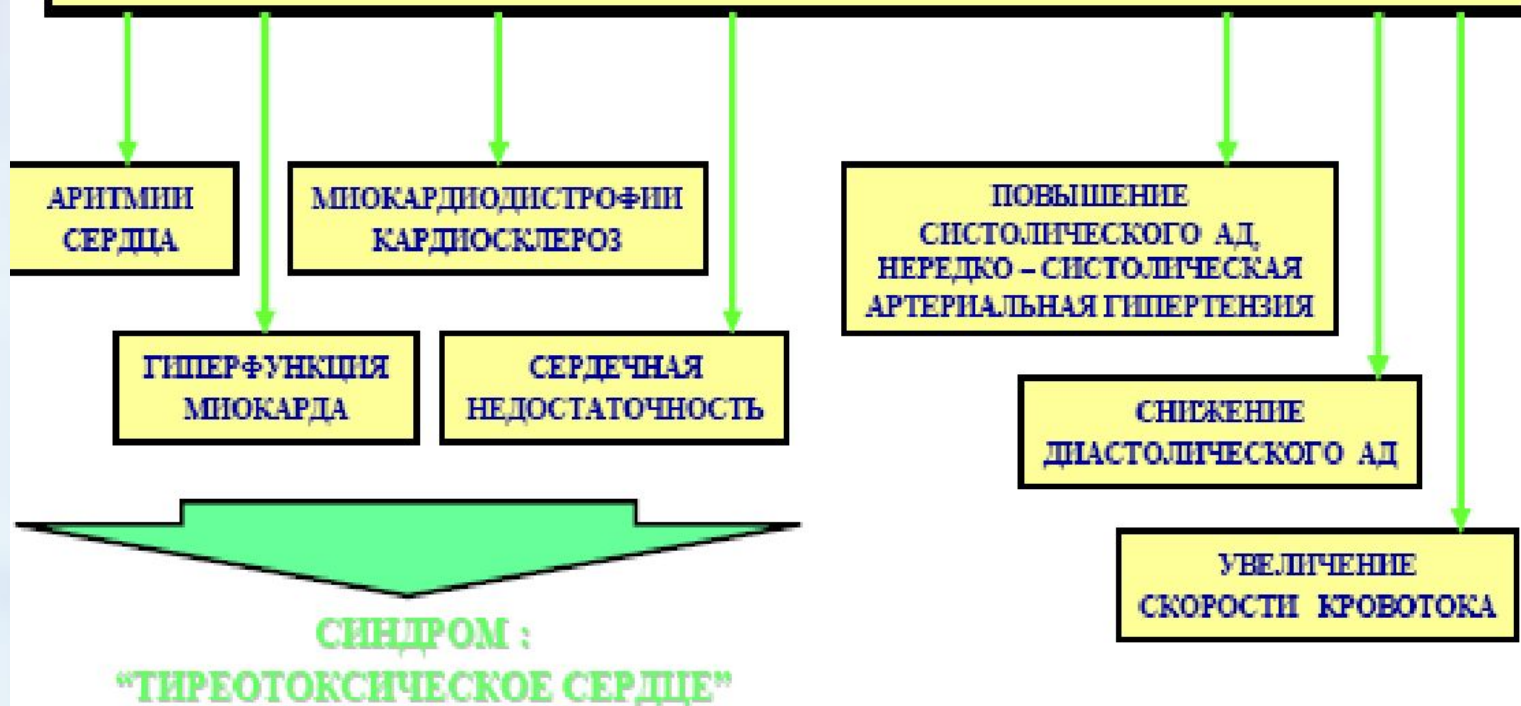 АРИТМИИ
СЕРДЦА
МИОКАРДИОДИСТРОФИИ
КАРДИОСКЛЕРОЗ
ПОВЫШЕНИЕ
СИСТОЛИЧЕСКОГО АД,
НЕРЕДКО – СИСТОЛИЧЕСКАЯ
АРТЕРИАЛЬНАЯ ГИПЕРТЕНЗИЯ
ГИПЕРФУНКЦИЯ
МИОКАРДА
СЕРДЕЧНАЯ
НЕДОСТАТОЧНОСТЬ
СНИЖЕНИЕ
ДИАСТОЛИЧЕСКОГО АД
УВЕЛИЧЕНИЕ
СКОРОСТИ КРОВОТОКА
СИНДРОМ :
“ТИРЕОТОКСИЧЕСКОЕ СЕРДЦЕ”